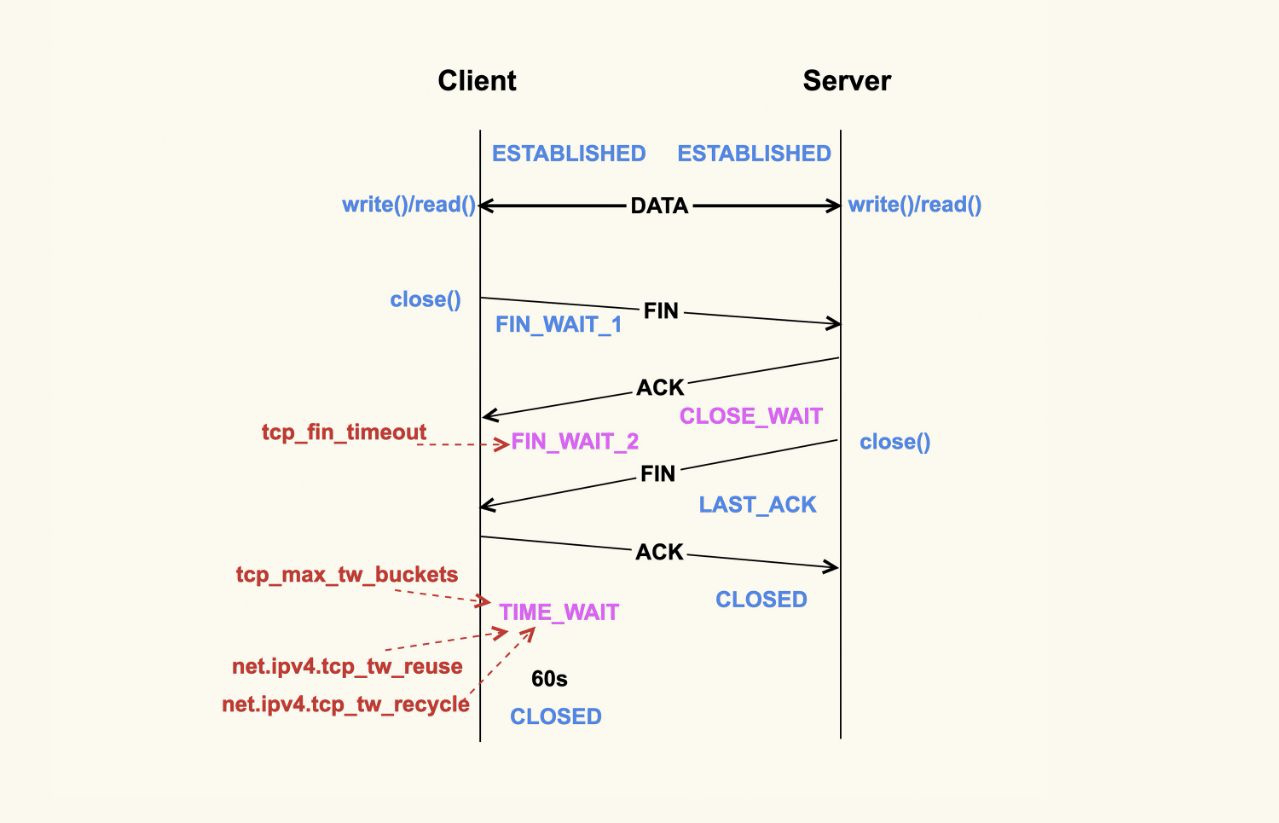 Client
Server
ESTABLISHED
ESTABLISHED
write()/read()
DATA
write()/read()
close()
FIN
FIN_WAIT_1
ACK
CLOSE_WAIT
tcp_fin_timeout
FIN_WAIT_2
close()
FIN
LAST_ACK
ACK
tcp_max_tw_buckets
CLOSED
TIME_WAIT
net.ipv4.tcp_tw_reuse
60s
net.ipv4.tcp_tw_recycle
CLOSED